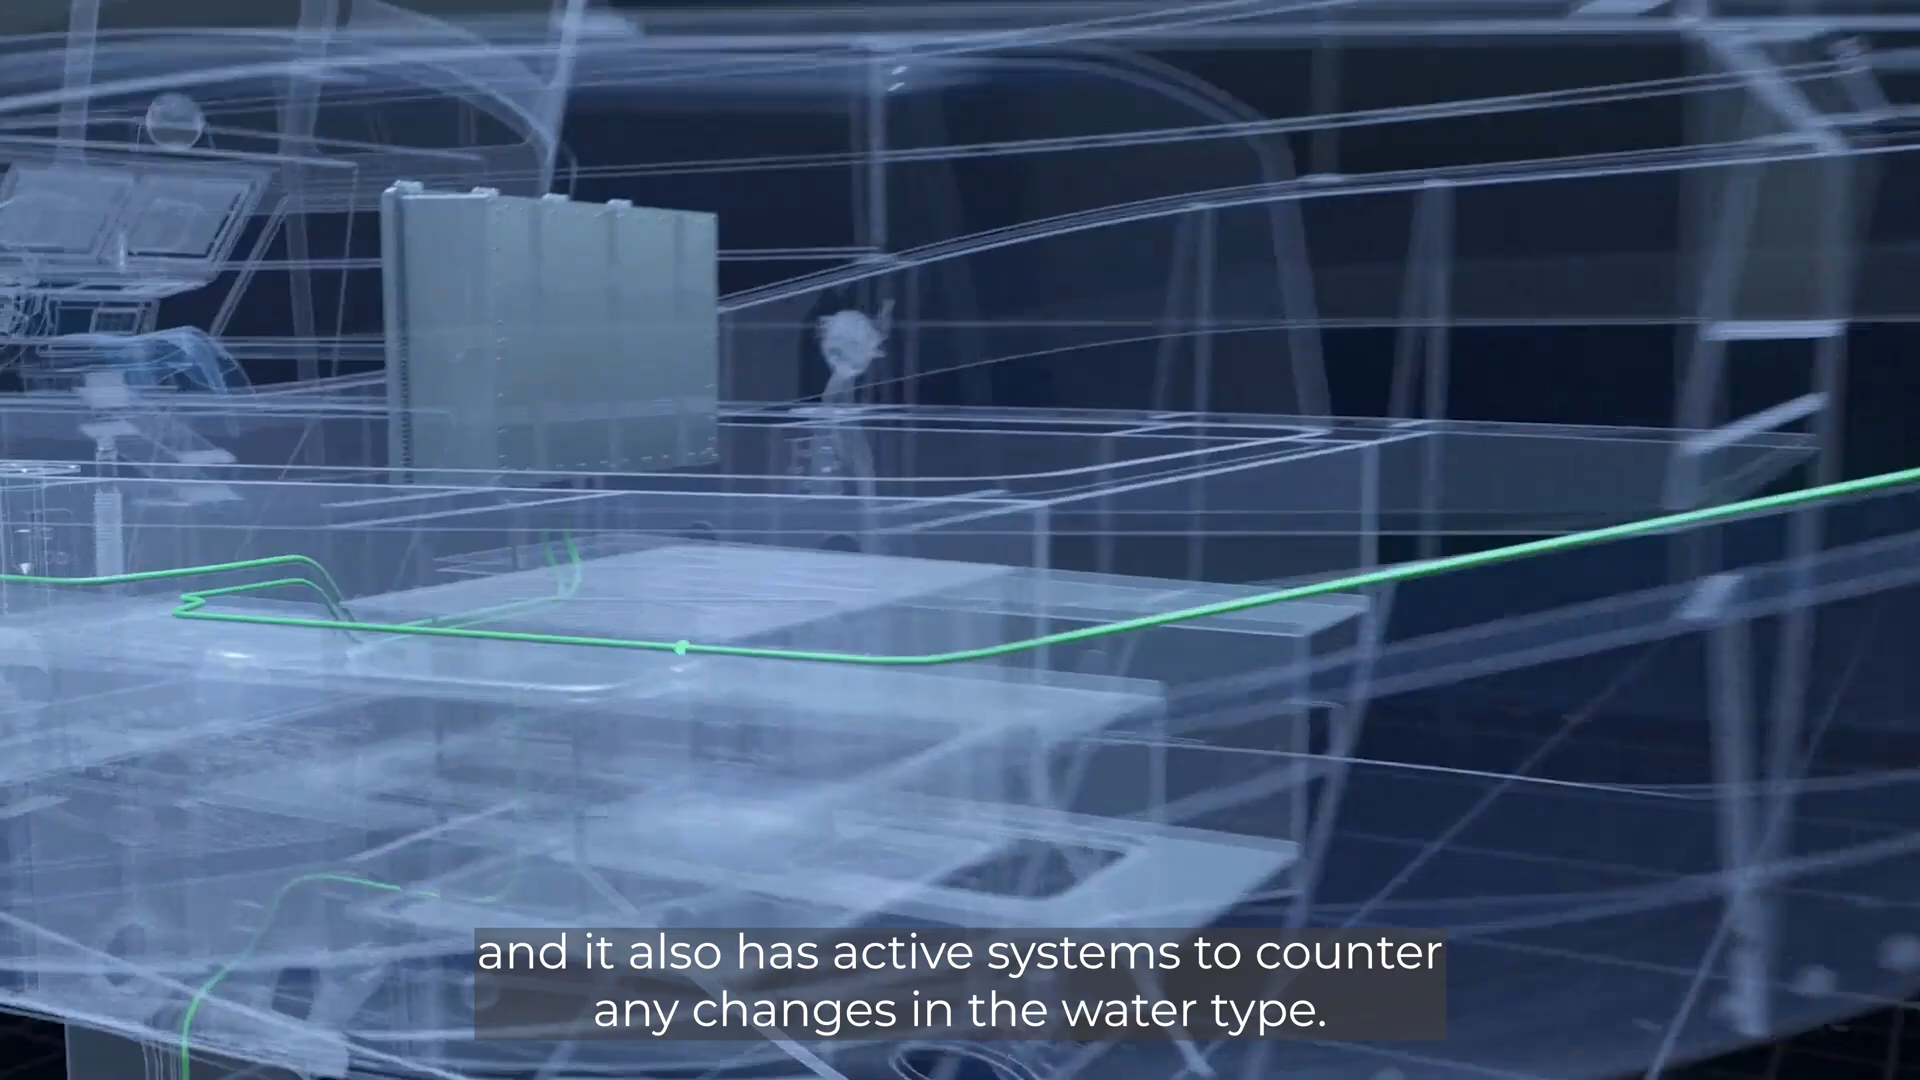 and it also has active systems to counter
any changes in the water type.